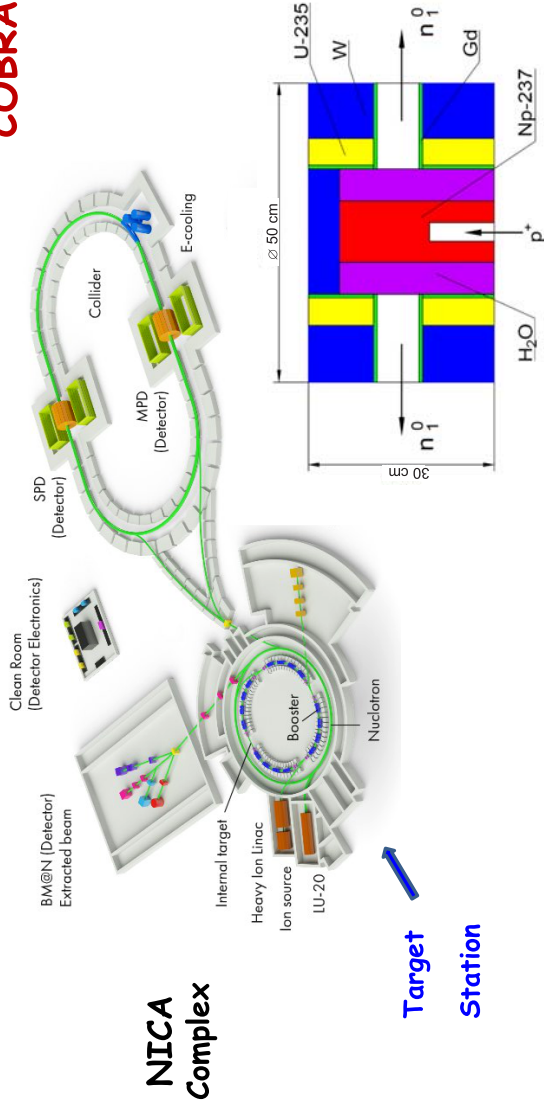 COBRA
NICA
Complex
BM@N (Detector)
Extracted beam
Clean Room
(Detector Electronics)
SPD
(Detector)
Collider
E-cooling
MPD
(Detector)
Internal target
Heavy Ion Linac
Ion source
LU-20
Booster
Nuclotron
Target
Station
U-235
W
n 0 1
Gd
⌀ 50 cm
Np-237
p+
H₂O
n 0 1
30 cm